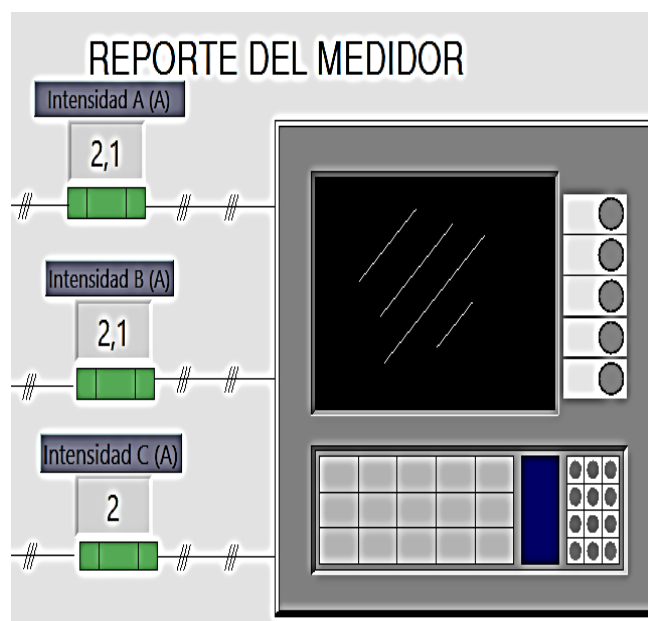 REPORTE DEL MEDIDOR
Intensidad A (A)
2,1
Intensidad B (A)
2,1
Intensidad C (A)
2